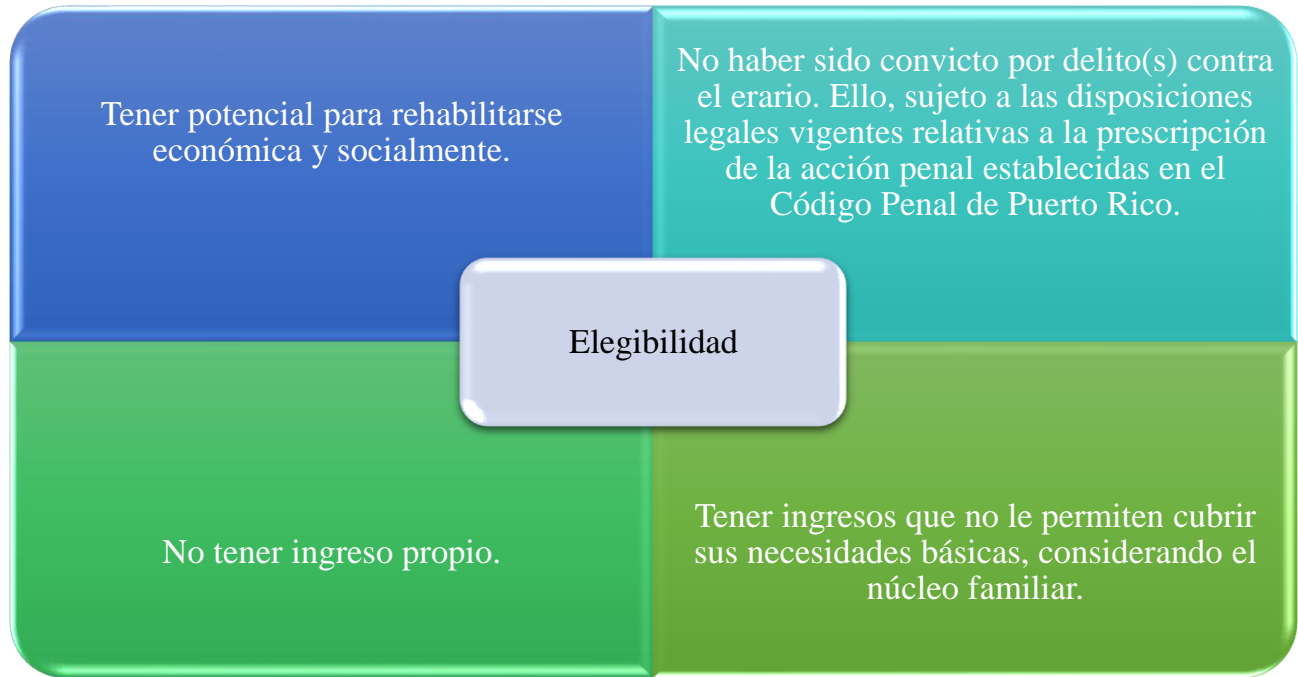 Tener potencial para rehabilitarse
económica y socialmente.
No haber sido convicto por delito(s) contra
el erario. Ello, sujeto a las disposiciones
legales vigentes relativas a la prescripción
de la acción penal establecidas en el
Código Penal de Puerto Rico.
Elegibilidad
No tener ingreso propio.
Tener ingresos que no le permiten cubrir
sus necesidades básicas, considerando el
núcleo familiar.